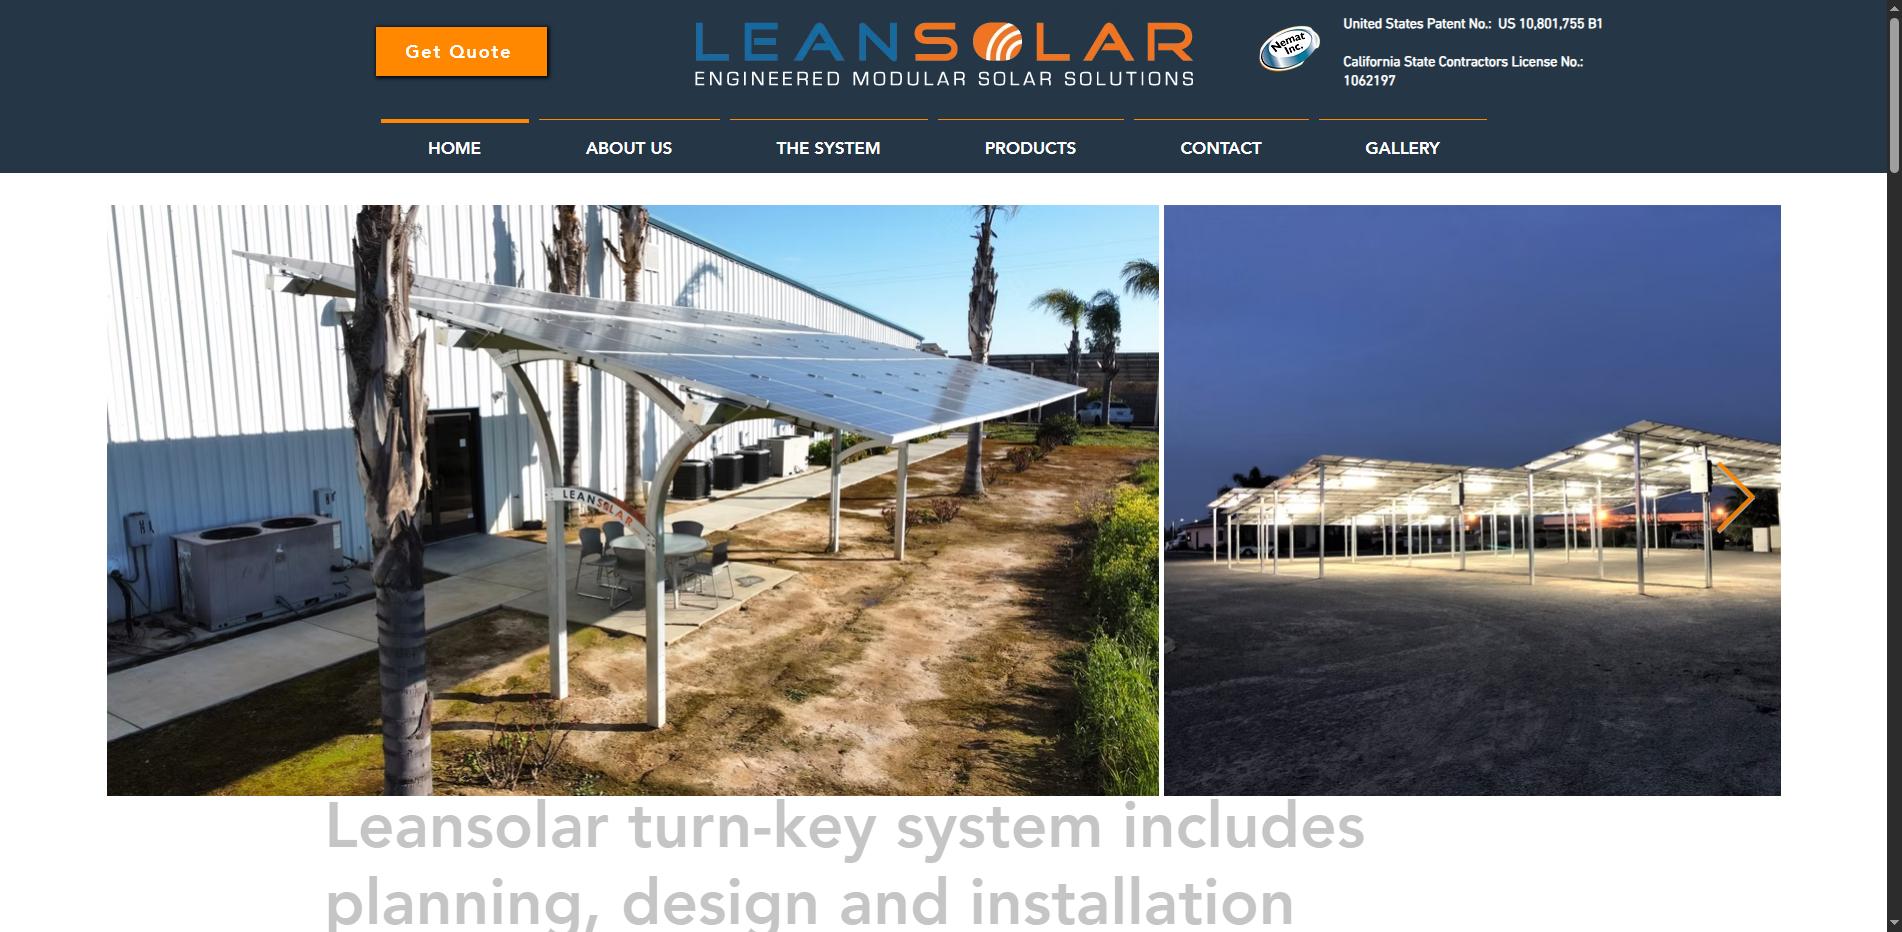 Get Quote
LEANSOLAR
ENGINEERED MODULAR SOLAR SOLUTIONS
Nemat
Inc.
United States Patent No.: US 10,801,755 B1
California State Contractors License No.:
1062197
HOME
ABOUT US
THE SYSTEM
PRODUCTS
CONTACT
GALLERY
LEANSOLAR
Leansolar turn-key system includes
planning, design and installation